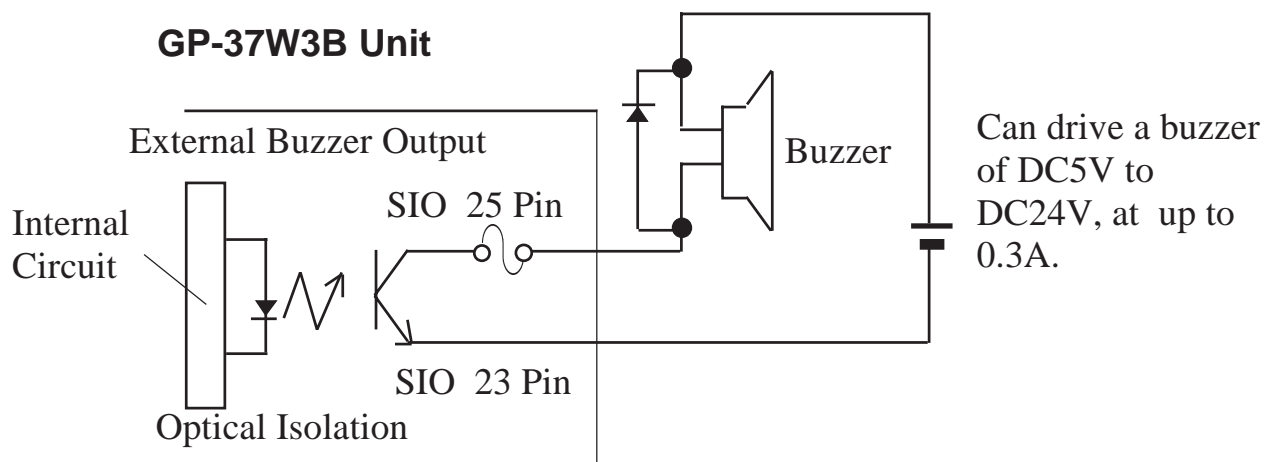 GP-37W3B Unit
External Buzzer Output
SIO 25 Pin
Internal
Circuit
SIO 23 Pin
Optical Isolation
Buzzer
Can drive a buzzer
of DC5V to
DC24V, at up to
0.3A.